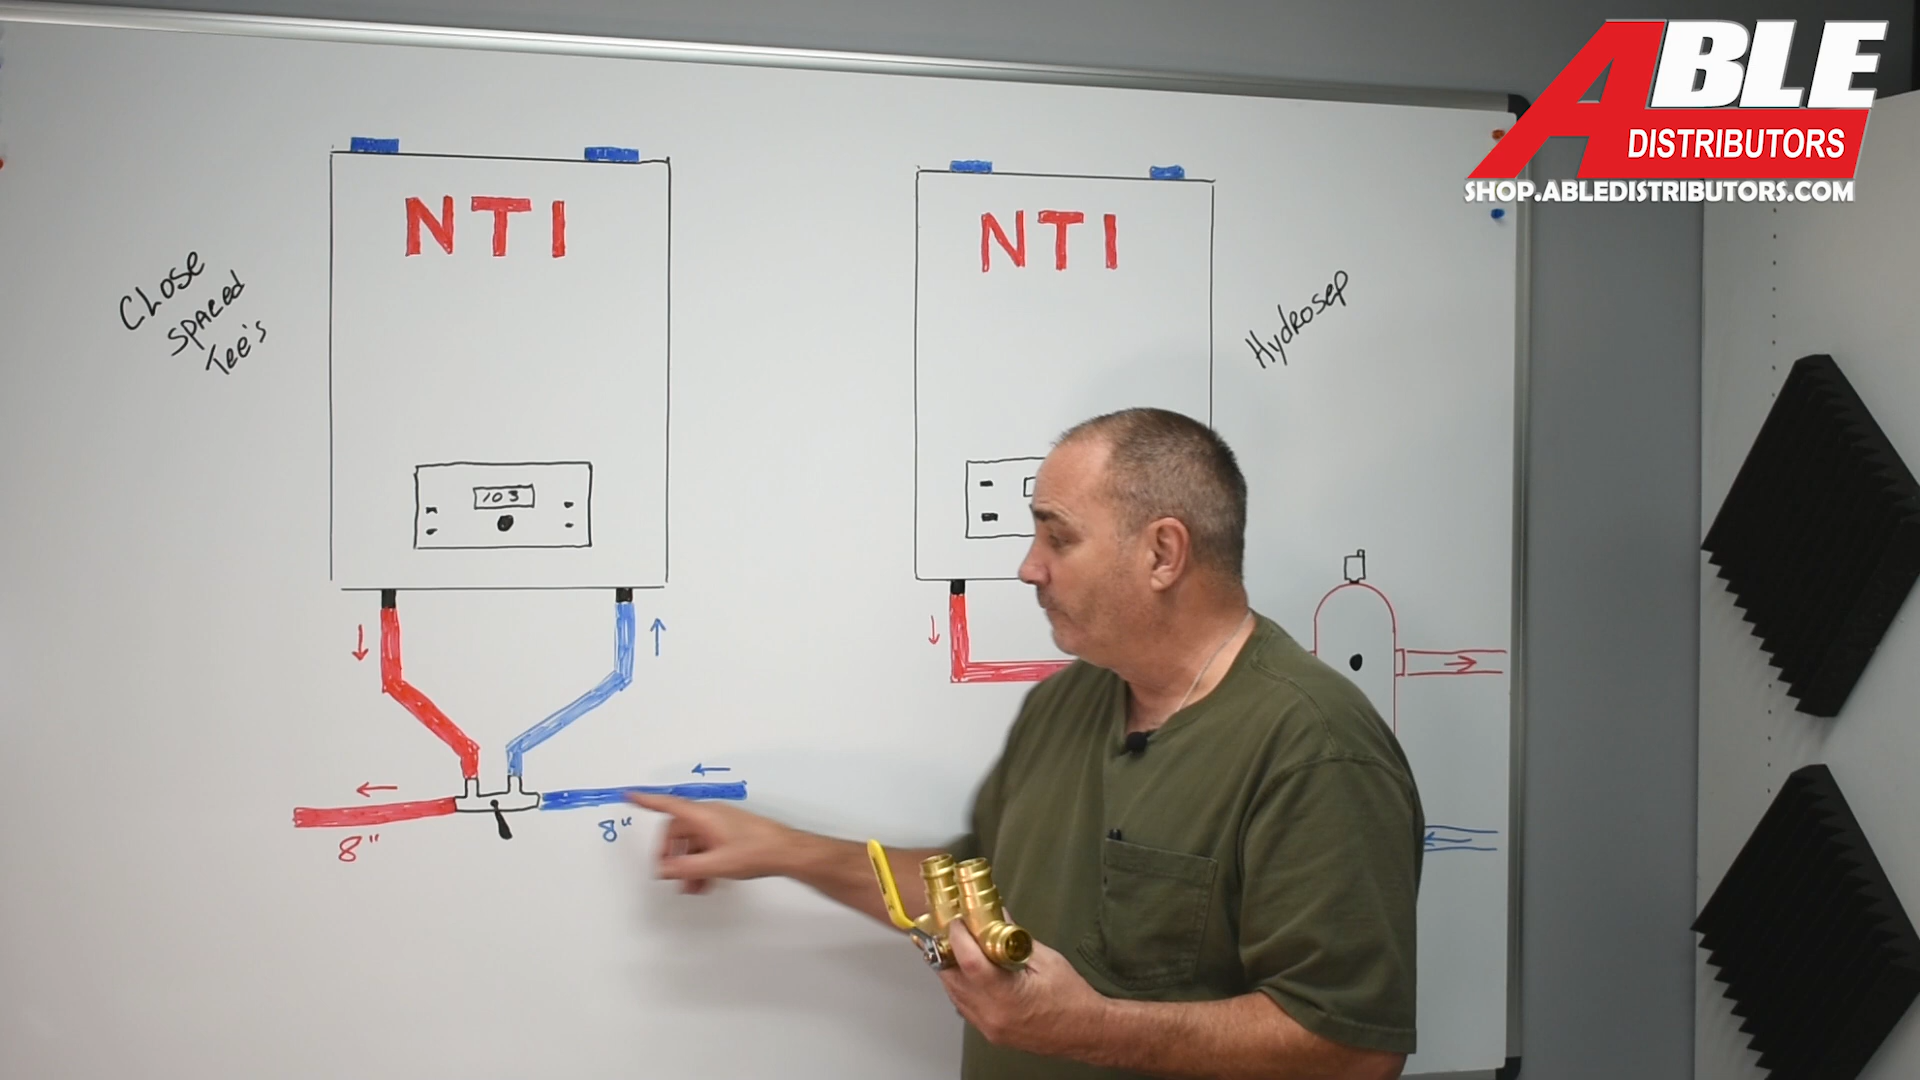 ABLE
DISTRIBUTORS
SHOP.ABLEDISTRIBUTORS.COM
NTI
NTI
Close
spaced
Tee's
Hydrosep
103
8"
8"